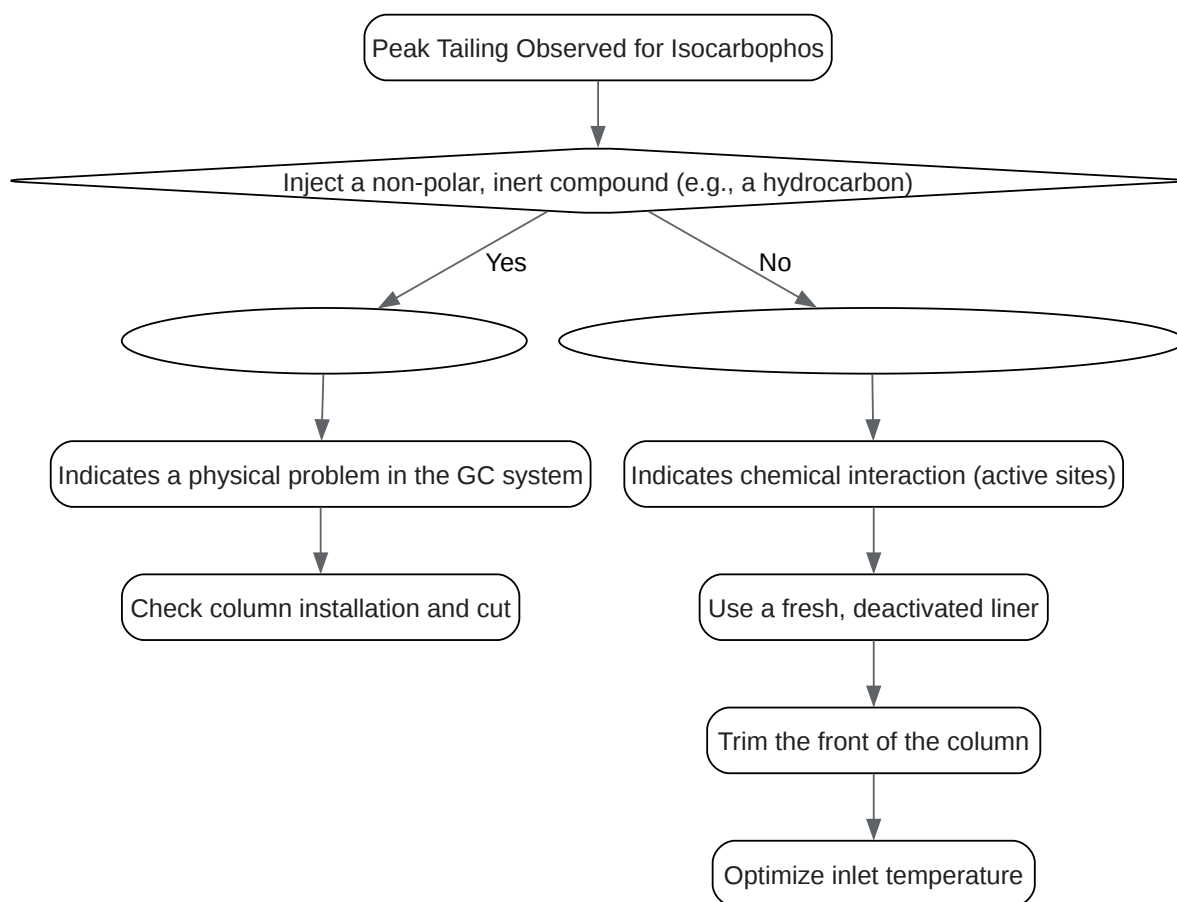 Peak Tailing Observed for Isocarbophos
Inject a non-polar, inert compound (e.g., a hydrocarbon)
Yes
No
Indicates a physical problem in the GC system
Indicates chemical interaction (active sites)
Check column installation and cut
Use a fresh, deactivated liner
Trim the front of the column
Optimize inlet temperature